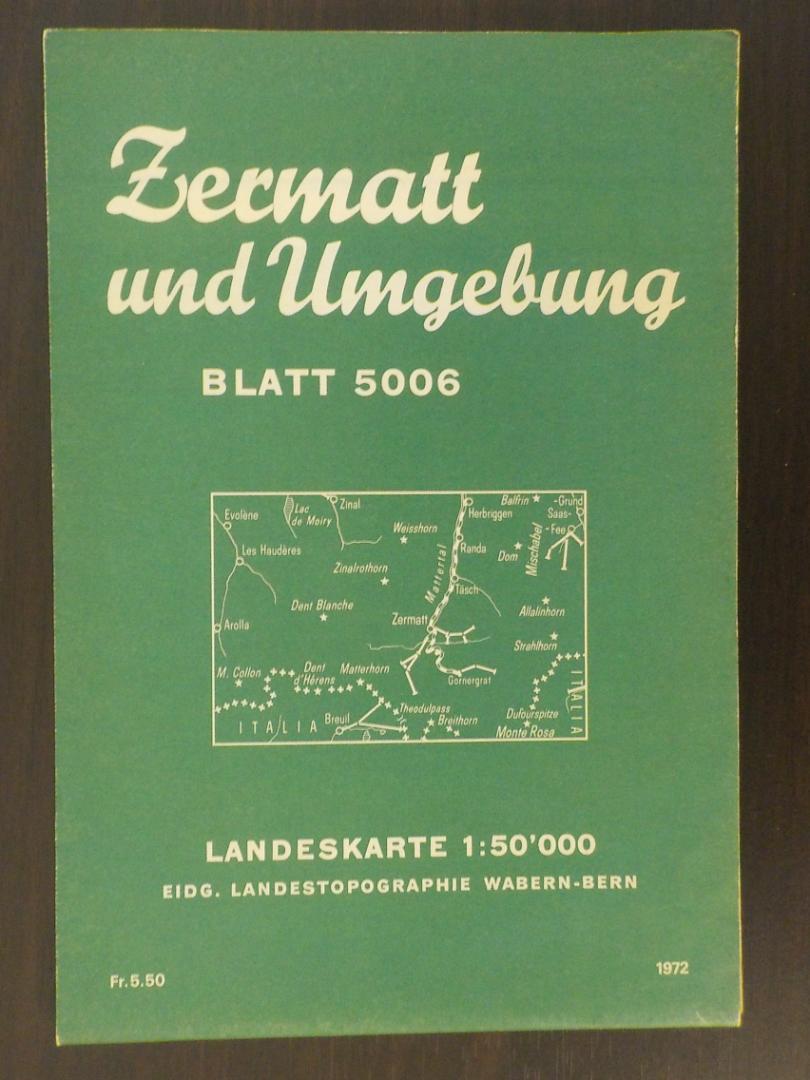 Zermatt
und Umgebung
BLATT 5006
Zinal
Balfrin
-Grund
Lac
de Moiry
Evolène
Herbriggen
Saas-
Weisshorn
-Fee
Les Haudères
Randa
Dom
Mischabel
Zinalrothorn
Mattertal
Täsch
Dent Blanche
Allalinhorn
Arolla
Zermatt
Strahlhorn
M. Collon
Dent
d'Hérens
Matterhorn
Gornergrat
ITALIA
Theodulpass
Breuil
Breithorn
Dufourspitze
ITALIA
Monte Rosa
LANDESKARTE 1:50'000
EIDG. LANDESTOPOGRAPHIE WABERN-BERN
Fr.5.50
1972